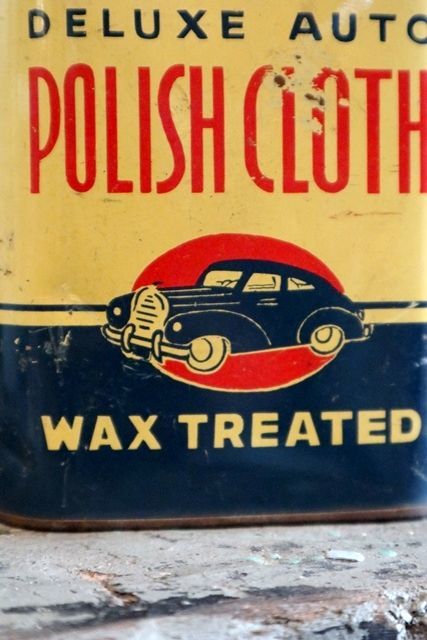 DELUXE AUTO
POLISH CLOTH
WAX TREATED